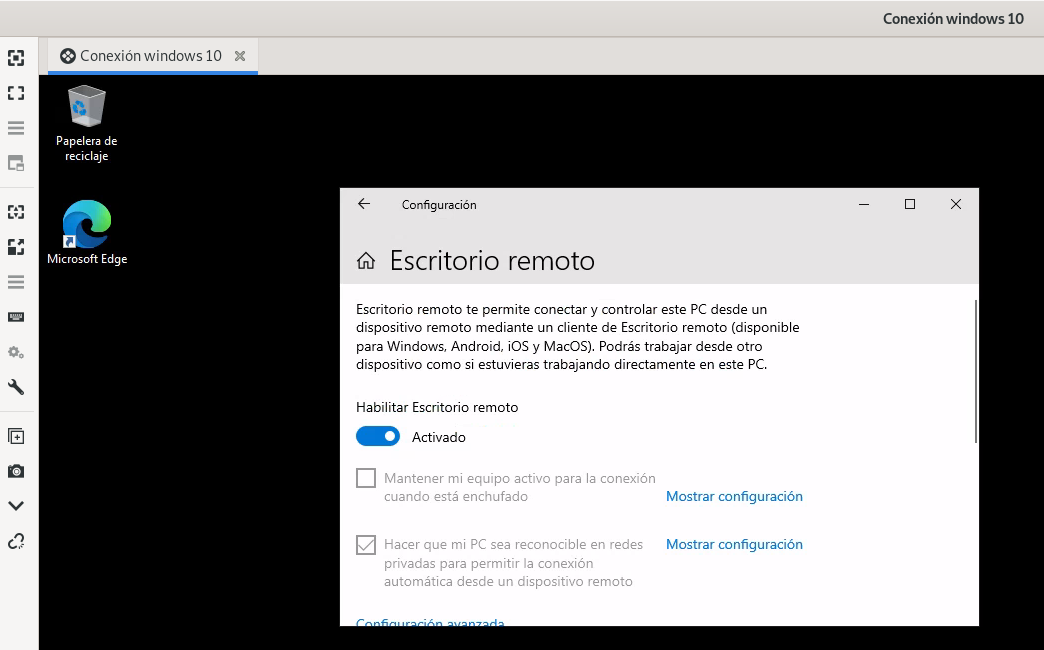 Conexión windows 10
Conexión windows 10
Papelera de
reciclaje
Microsoft Edge
Configuración
Escritorio remoto
Escritorio remoto te permite conectar y controlar este PC desde un
dispositivo remoto mediante un cliente de Escritorio remoto (disponible
para Windows, Android, iOS y MacOS). Podrás trabajar desde otro
dispositivo como si estuvieras trabajando directamente en este PC.
Habilitar Escritorio remoto
Activado
Mantener mi equipo activo para la conexión
cuando está enchufado
Mostrar configuración
Hacer que mi PC sea reconocible en redes
Mostrar configuración
privadas para permitir la conexión
automática desde un dispositivo remoto
Configuración avanzada